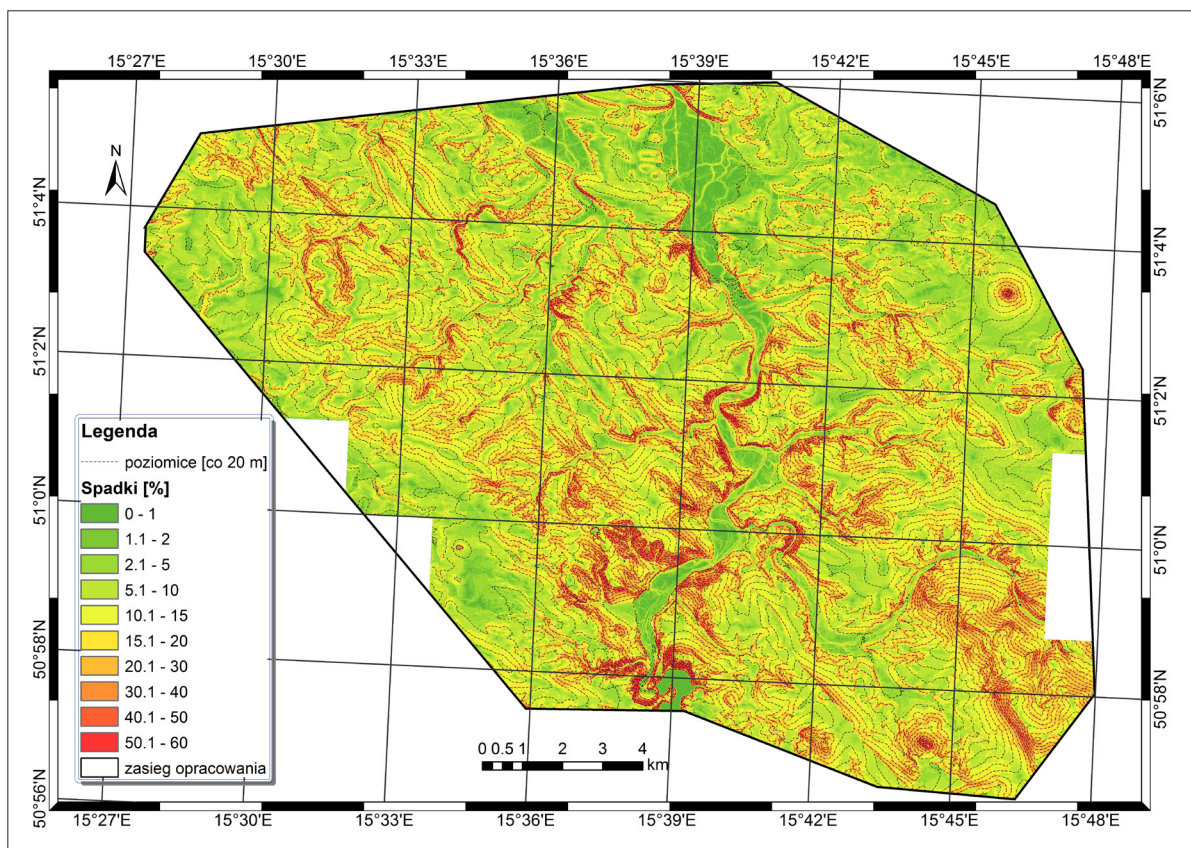 15°27'E 15°30'E 15°33'E 15°36'E 15°39'E 15°42'E 15°45'E 15°48'E
51°6'N
N
51°4'N
51°4'N
51°2'N
51°2'N
Legenda
poziomice [co 20 m]
Spadki [%]
0 - 1
1.1 - 2
2.1 - 5
5.1 - 10
10.1 - 15
15.1 - 20
20.1 - 30
30.1 - 40
40.1 - 50
50.1 - 60
zasieg opracowania
51°0'N
51°0'N
50°58'N
50°58'N
0 0.5 1 2 3 4
km
50°56'N
15°27'E 15°30'E 15°33'E 15°36'E 15°39'E 15°42'E 15°45'E 15°48'E